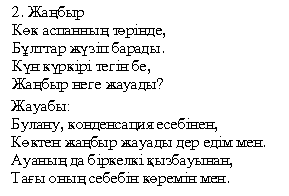 2. Жаңбыр
Көк аспанның төрінде,
Бұлттар жүзіп барады.
Күн күркірі тегін бе,
Жаңбыр неге жауады?
Жауабы:
Булану, конденсация есебінен,
Көктен жаңбыр жауады дер едім мен.
Ауаның да біркелкі қызбауынан,
Тағы оның себебін көремін мен.